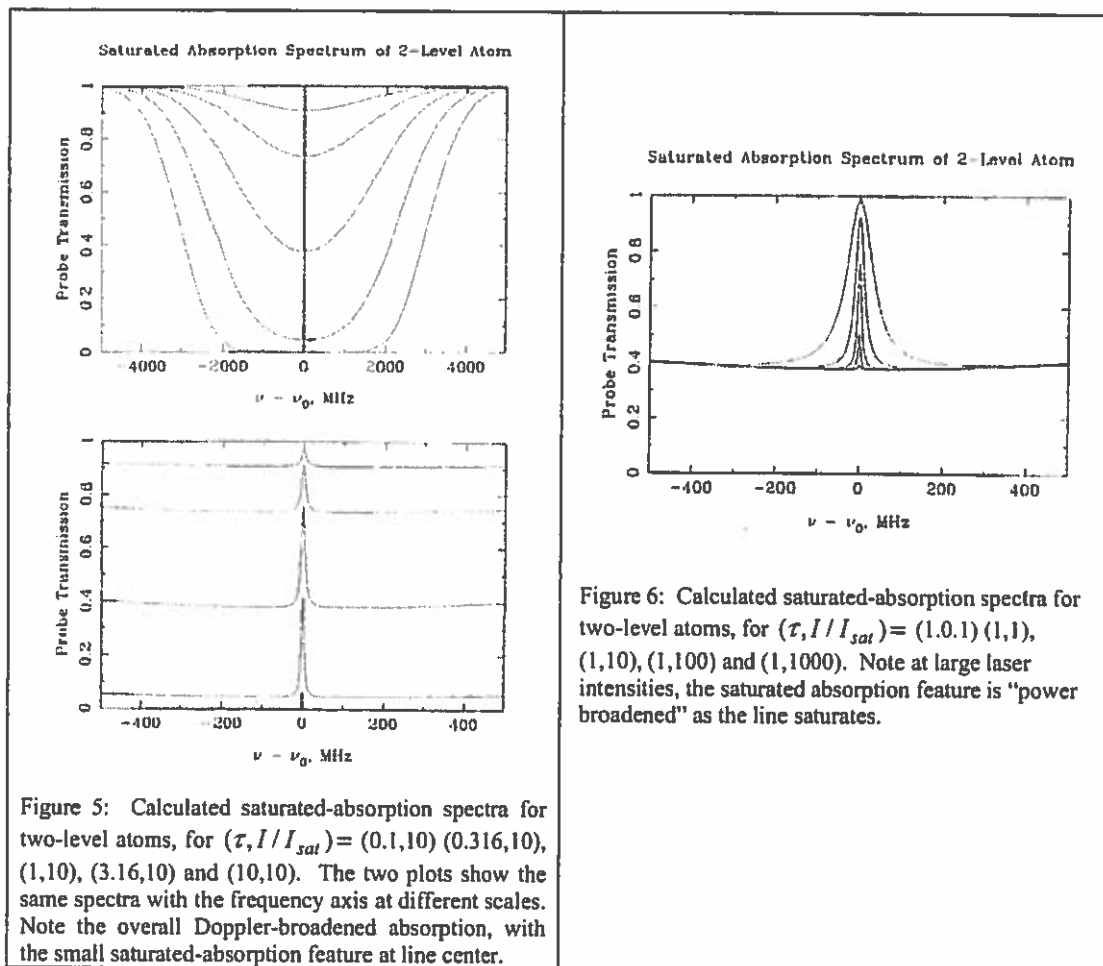 Saturated Absorption Spectrum of 2-Level Atom
Probe Transmission
0 0.2 0.4 0.6 0.8 1
-4000 -2000 0 2000 4000
ν - ν₀, MHz
Probe Transmission
0 0.2 0.4 0.6 0.8 1
-400 -200 0 200 400
ν - ν₀, MHz
Figure 5: Calculated saturated-absorption spectra for
two-level atoms, for (τ, I / I_sat) = (0.1,10) (0.316,10),
(1,10), (3.16,10) and (10,10). The two plots show the
same spectra with the frequency axis at different scales.
Note the overall Doppler-broadened absorption, with
the small saturated-absorption feature at line center.
Saturated Absorption Spectrum of 2-Level Atom
Probe Transmission
0 0.2 0.4 0.6 0.8 1
-400 -200 0 200 400
ν - ν₀, MHz
Figure 6: Calculated saturated-absorption spectra for
two-level atoms, for (τ, I / I_sat) = (1.0.1) (1,1),
(1,10), (1,100) and (1,1000). Note at large laser
intensities, the saturated absorption feature is “power
broadened” as the line saturates.